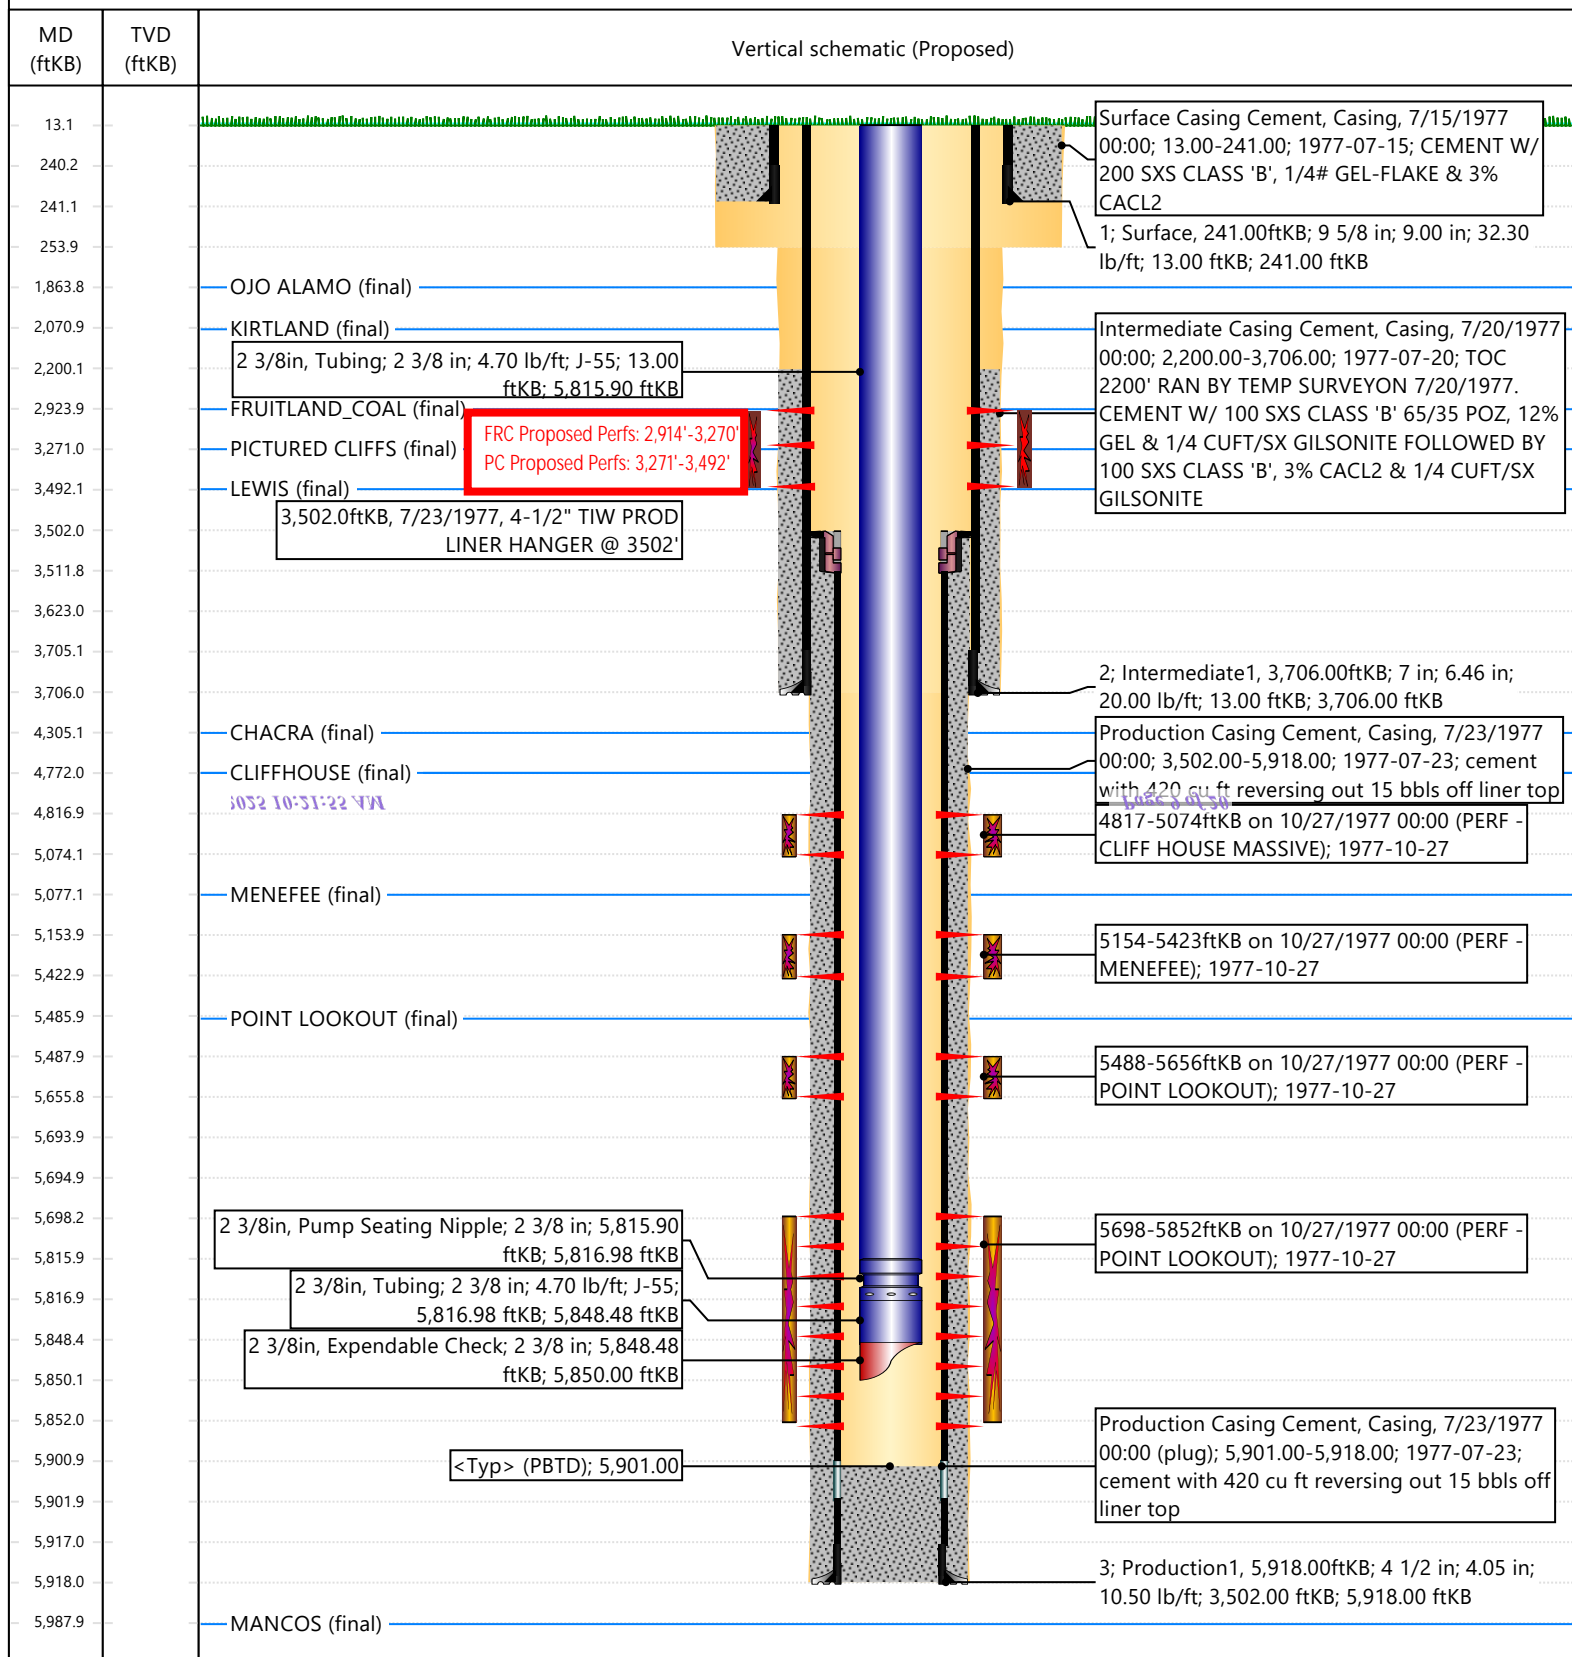 MD
(ftKB)
TVD
(ftKB)
Vertical schematic (Proposed)
13.1
240.2
241.1
253.9
1,863.8
2,070.9
2,200.1
2,923.9
3,271.0
3,492.1
3,502.0
3,511.8
3,623.0
3,705.1
3,706.0
4,305.1
4,772.0
4,816.9
5,074.1
5,077.1
5,153.9
5,422.9
5,485.9
5,487.9
5,655.8
5,693.9
5,694.9
5,698.2
5,815.9
5,816.9
5,848.4
5,850.1
5,852.0
5,900.9
5,901.9
5,917.0
5,918.0
5,987.9
OJO ALAMO (final)
KIRTLAND (final)
2 3/8in, Tubing; 2 3/8 in; 4.70 lb/ft; J-55; 13.00
ftKB; 5,815.90 ftKB
FRUITLAND_COAL (final)
FRC Proposed Perfs: 2,914'-3,270'
PICTURED CLIFFS (final)
PC Proposed Perfs: 3,271'-3,492'
LEWIS (final)
3,502.0ftKB, 7/23/1977, 4-1/2" TIW PROD
LINER HANGER @ 3502'
CHACRA (final)
CLIFFHOUSE (final)
2025 10:21:55 AM
MENEFEE (final)
POINT LOOKOUT (final)
2 3/8in, Pump Seating Nipple; 2 3/8 in; 5,815.90
ftKB; 5,816.98 ftKB
2 3/8in, Tubing; 2 3/8 in; 4.70 lb/ft; J-55;
5,816.98 ftKB; 5,848.48 ftKB
2 3/8in, Expendable Check; 2 3/8 in; 5,848.48
ftKB; 5,850.00 ftKB
<Typ> (PBTD); 5,901.00
MANCOS (final)
Surface Casing Cement, Casing, 7/15/1977
00:00; 13.00-241.00; 1977-07-15; CEMENT W/
200 SXS CLASS 'B', 1/4# GEL-FLAKE & 3%
CACL2
1; Surface, 241.00ftKB; 9 5/8 in; 9.00 in; 32.30
lb/ft; 13.00 ftKB; 241.00 ftKB
Intermediate Casing Cement, Casing, 7/20/1977
00:00; 2,200.00-3,706.00; 1977-07-20; TOC
2200' RAN BY TEMP SURVEYON 7/20/1977.
CEMENT W/ 100 SXS CLASS 'B' 65/35 POZ, 12%
GEL & 1/4 CUFT/SX GILSONITE FOLLOWED BY
100 SXS CLASS 'B', 3% CACL2 & 1/4 CUFT/SX
GILSONITE
2; Intermediate1, 3,706.00ftKB; 7 in; 6.46 in;
20.00 lb/ft; 13.00 ftKB; 3,706.00 ftKB
Production Casing Cement, Casing, 7/23/1977
00:00; 3,502.00-5,918.00; 1977-07-23; cement
with 420 cu ft reversing out 15 bbls off liner top
Page 9 of 20
4817-5074ftKB on 10/27/1977 00:00 (PERF -
CLIFF HOUSE MASSIVE); 1977-10-27
5154-5423ftKB on 10/27/1977 00:00 (PERF -
MENEFEE); 1977-10-27
5488-5656ftKB on 10/27/1977 00:00 (PERF -
POINT LOOKOUT); 1977-10-27
5698-5852ftKB on 10/27/1977 00:00 (PERF -
POINT LOOKOUT); 1977-10-27
Production Casing Cement, Casing, 7/23/1977
00:00 (plug); 5,901.00-5,918.00; 1977-07-23;
cement with 420 cu ft reversing out 15 bbls off
liner top
3; Production1, 5,918.00ftKB; 4 1/2 in; 4.05 in;
10.50 lb/ft; 3,502.00 ftKB; 5,918.00 ftKB